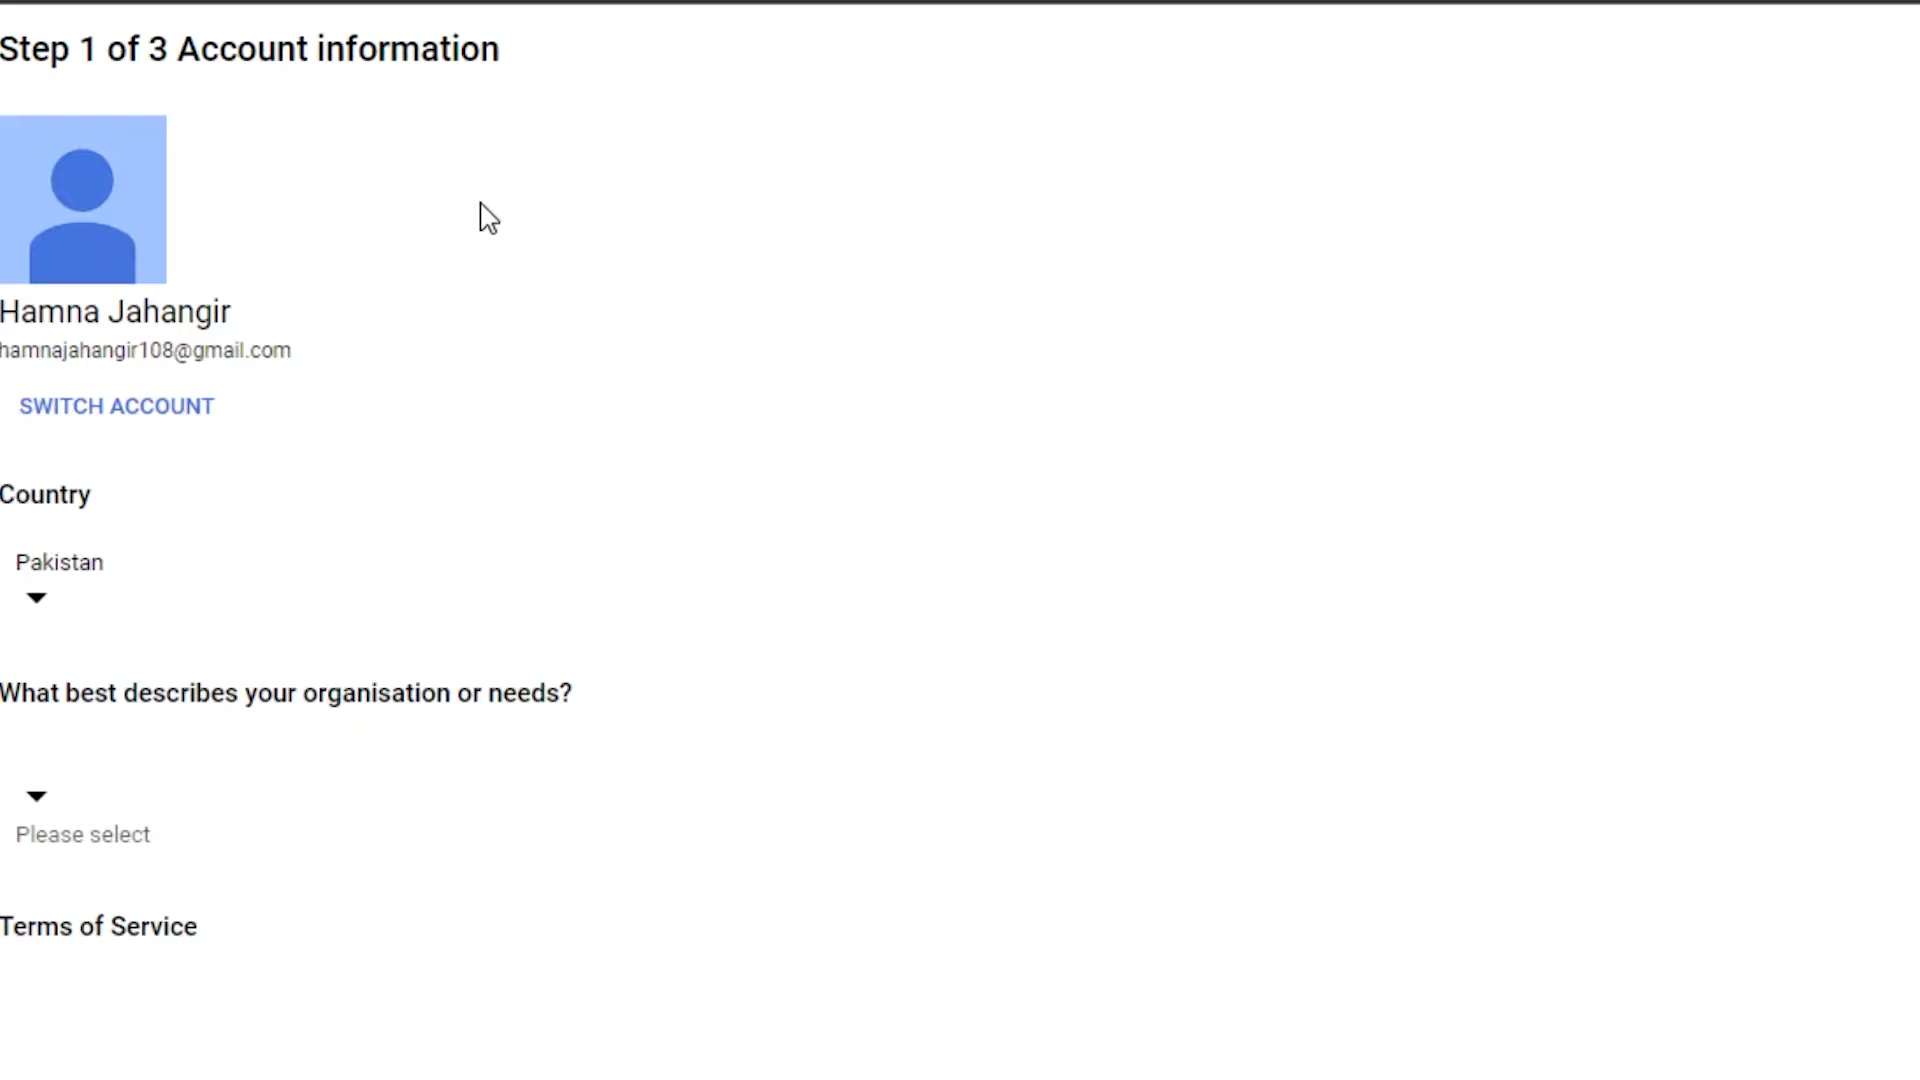 Step 1 of 3 Account information
Hamna Jahangir
hamnajahangir108@gmail.com
SWITCH ACCOUNT
Country
Pakistan
What best describes your organisation or needs?
Please select
Terms of Service